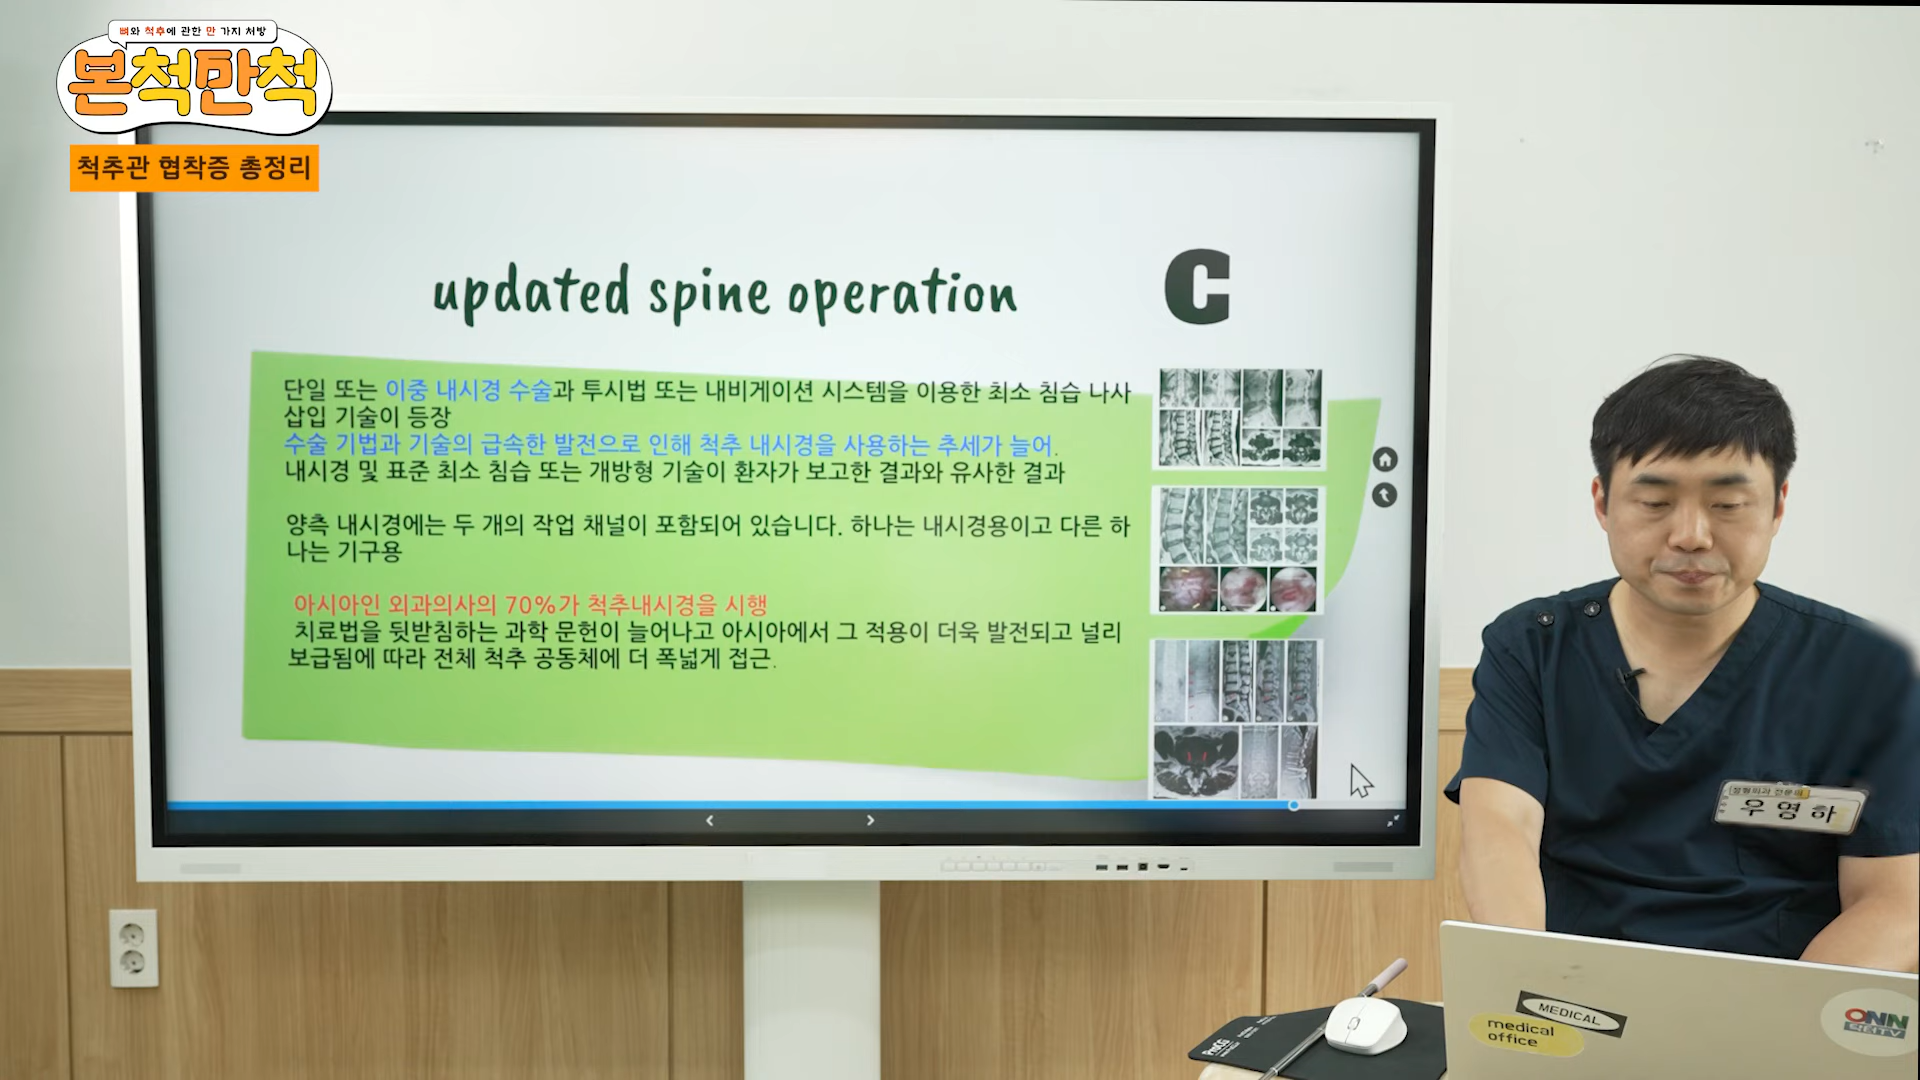 뼈와 척추에 관한 만 가지 처방
본척만척
척추관 협착증 총정리
updated spine operation
C
단일 또는 이중 내시경 수술과 투시법 또는 내비게이션 시스템을 이용한 최소 침습 나사
삽입 기술이 등장
수술 기법과 기술의 급속한 발전으로 인해 척추 내시경을 사용하는 추세가 늘어.
내시경 및 표준 최소 침습 또는 개방형 기술이 환자가 보고한 결과와 유사한 결과
양측 내시경에는 두 개의 작업 채널이 포함되어 있습니다. 하나는 내시경용이고 다른 하
나는 기구용
아시아인 외과의사의 70%가 척추내시경을 시행
치료법을 뒷받침하는 과학 문헌이 늘어나고 아시아에서 그 적용이 더욱 발전되고 널리
보급됨에 따라 전체 척추 공동체에 더 폭넓게 접근.
정형외과 전문의
우영하
MEDICAL
medical
office
ONN
닥터TV
ProCG